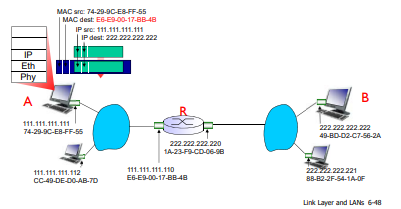 MAC src: 74-29-9C-E8-FF-55
MAC dest: E6-E9-00-17-BB-4B
IP src: 111.111.111.111
IP dest: 222.222.222.222
IP
Eth
Phy
A
R
B
111.111.111.111
74-29-9C-E8-FF-55
222.222.222.222
49-BD-D2-C7-56-2A
222.222.222.220
1A-23-F9-CD-06-9B
111.111.111.112
CC-49-DE-D0-AB-7D
111.111.111.110
E6-E9-00-17-BB-4B
222.222.222.221
88-B2-2F-54-1A-0F
Link Layer and LANs 6-48